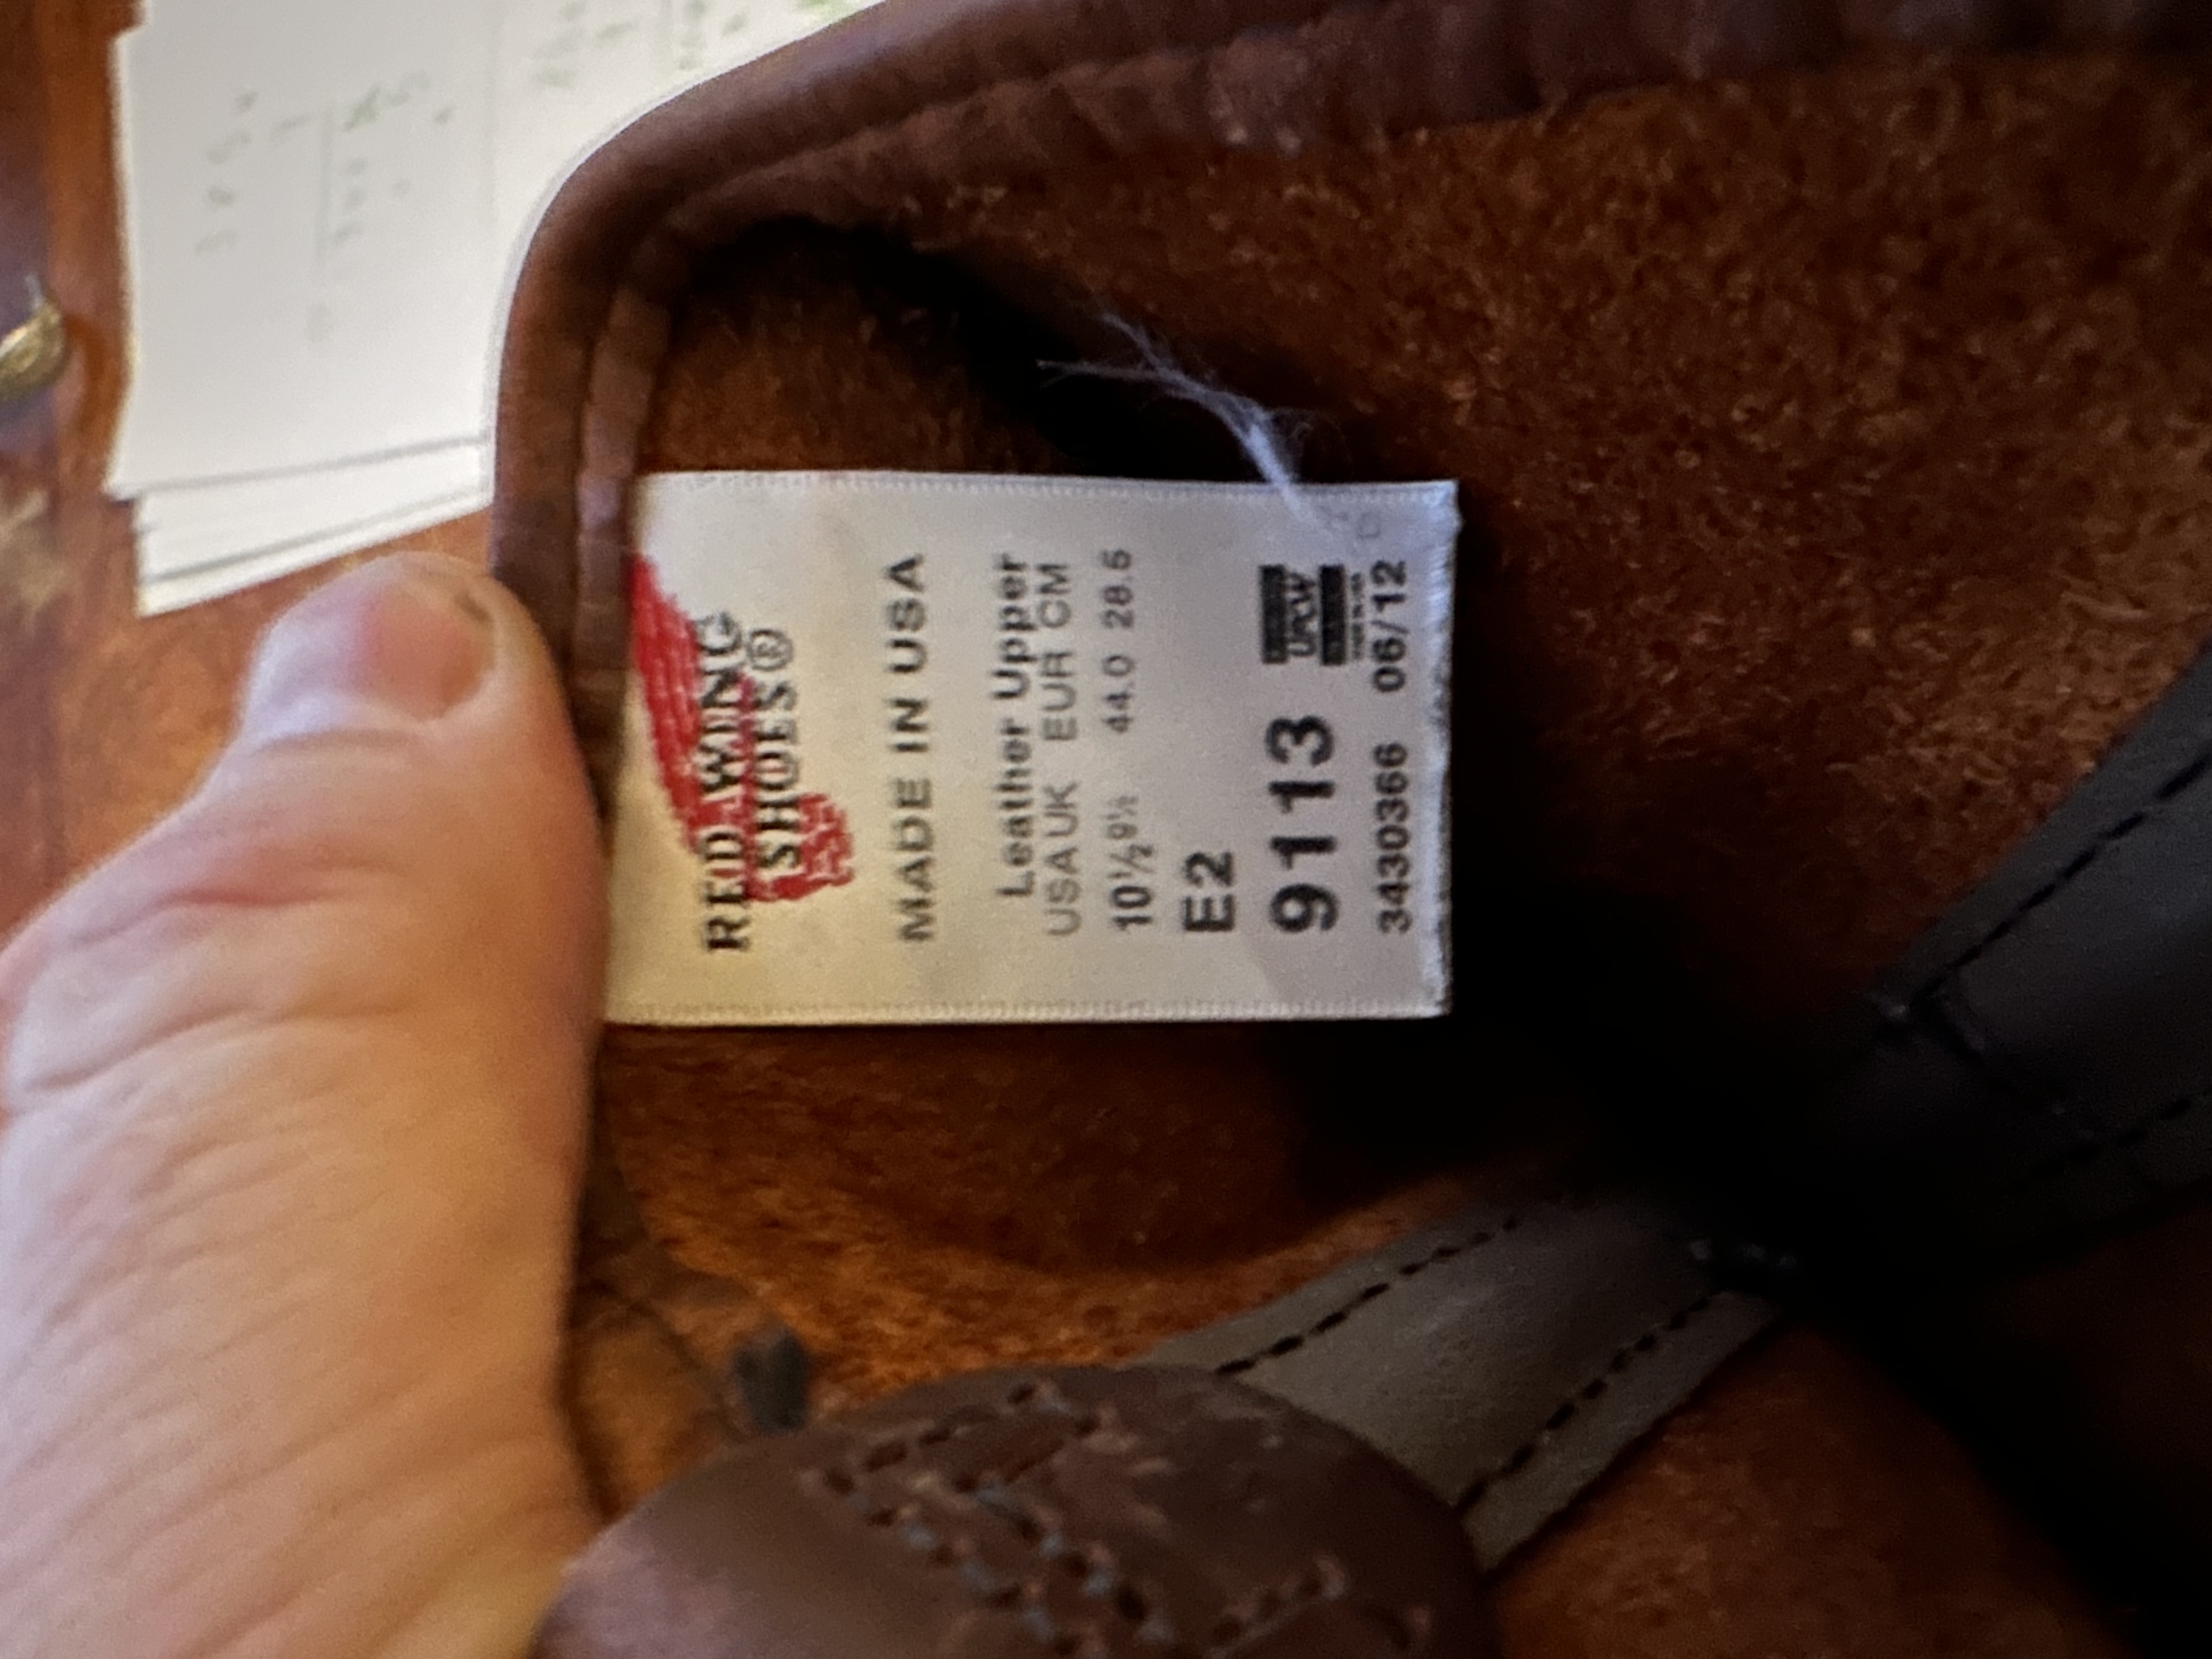 RED WING
SHOES®
MADE IN USA
Leather Upper
USA UK EUR CM
10½ 9½ 44.0 28.5
E2
9113 UFCW
3430366 06/12